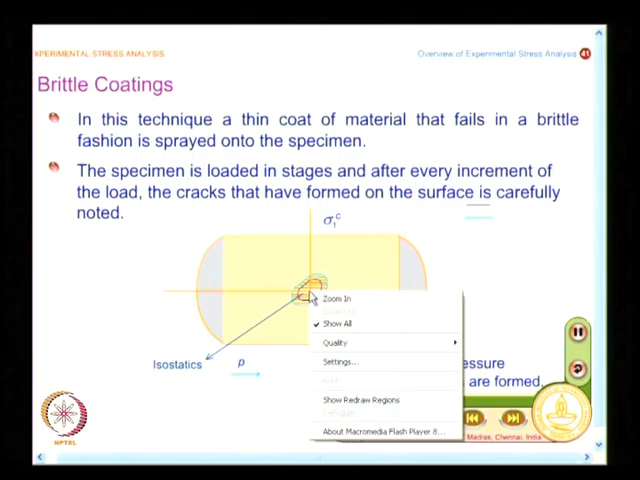 XPERIMENTAL STRESS ANALYSIS
Overview of Experimental Stress Analysis 41
Brittle Coatings
In this technique a thin coat of material that fails in a brittle
fashion is sprayed onto the specimen.
The specimen is loaded in stages and after every increment of
the load, the cracks that have formed on the surface is carefully
noted.
σ₁ᶜ
Zoom In
Show All
Quality
Settings...
Show Redraw Regions
About Macromedia Flash Player 8...
Isostatics
p
are formed.
Madras, Chennai, India
NPTEL